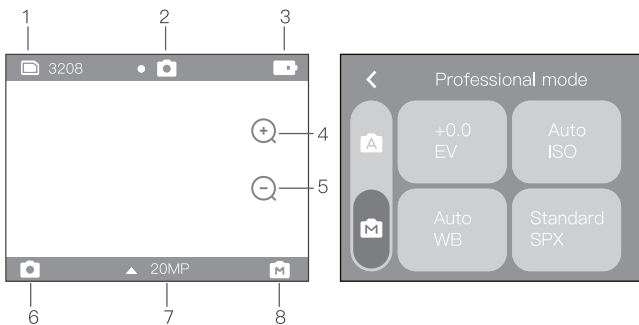 1
2
3
3208
4
5
20MP
M
6
7
8
Professional mode
A
+0.0
EV
Auto
ISO
M
Auto
WB
Standard
SPX